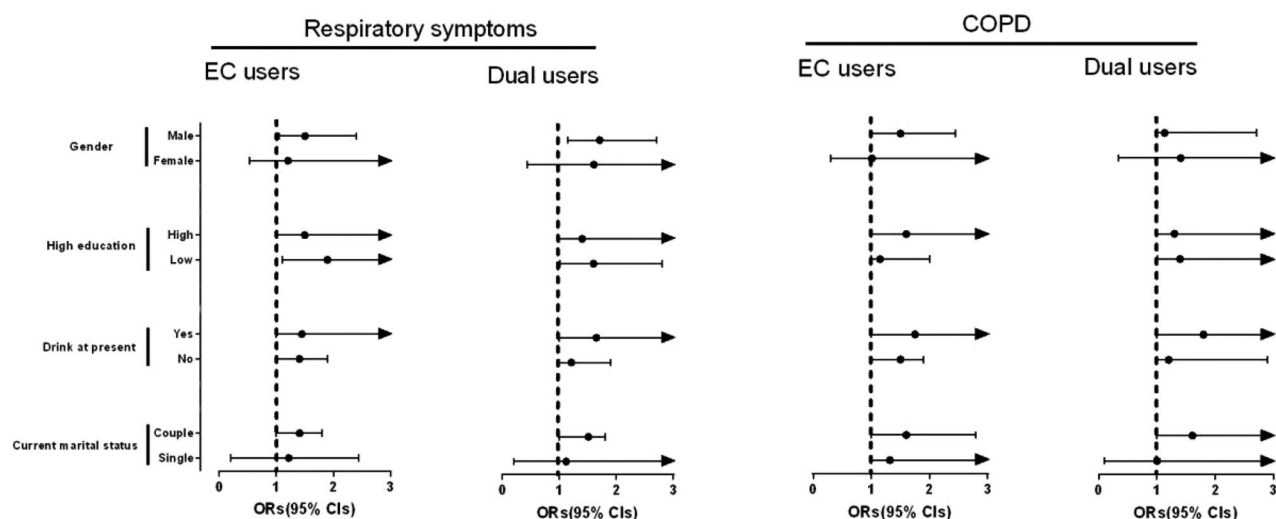 Respiratory symptoms
COPD
EC users
Dual users
EC users
Dual users
Gender
Male
Female
High education
High
Low
Drink at present
Yes
No
Current marital status
Couple
Single
0 1 2 3
0 1 2 3
0 1 2 3
0 1 2 3
ORs(95% CIs)
ORs(95% CIs)
ORs(95% CIs)
ORs(95% CIs)